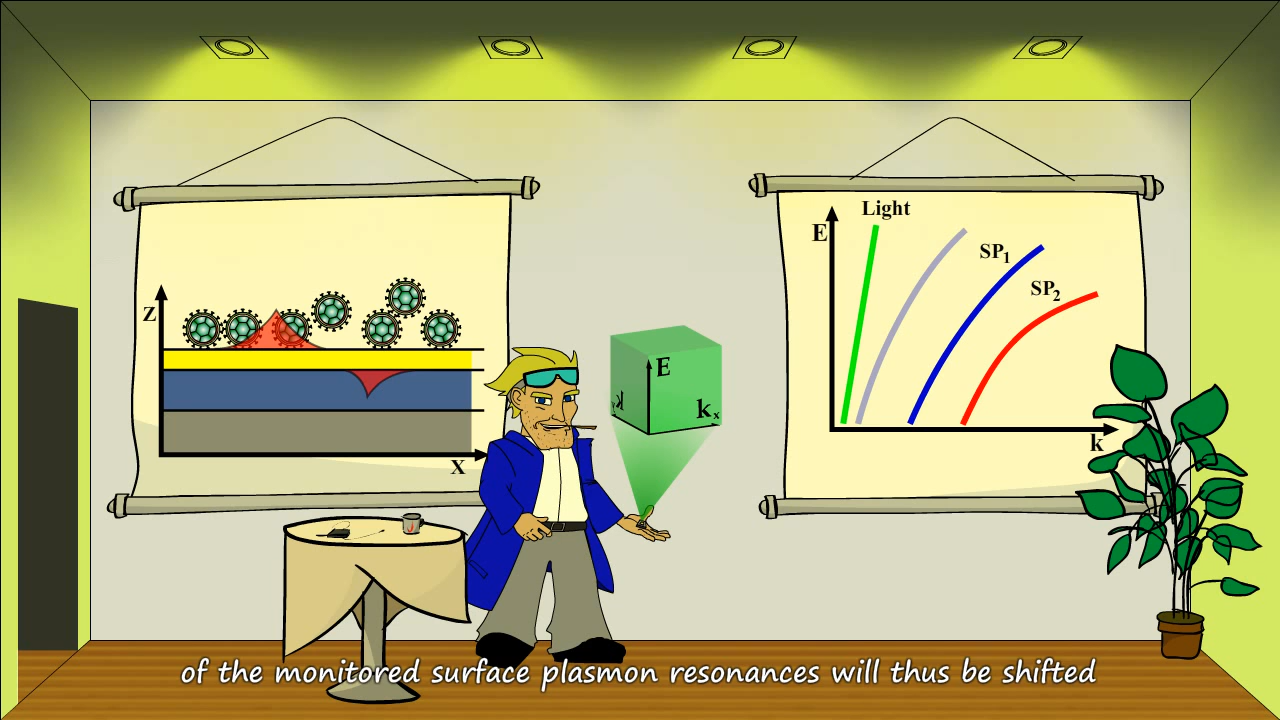 Light
E
SP1
SP2
k
Z
X
E
y
k
kx
of the monitored surface plasmon resonances will thus be shifted